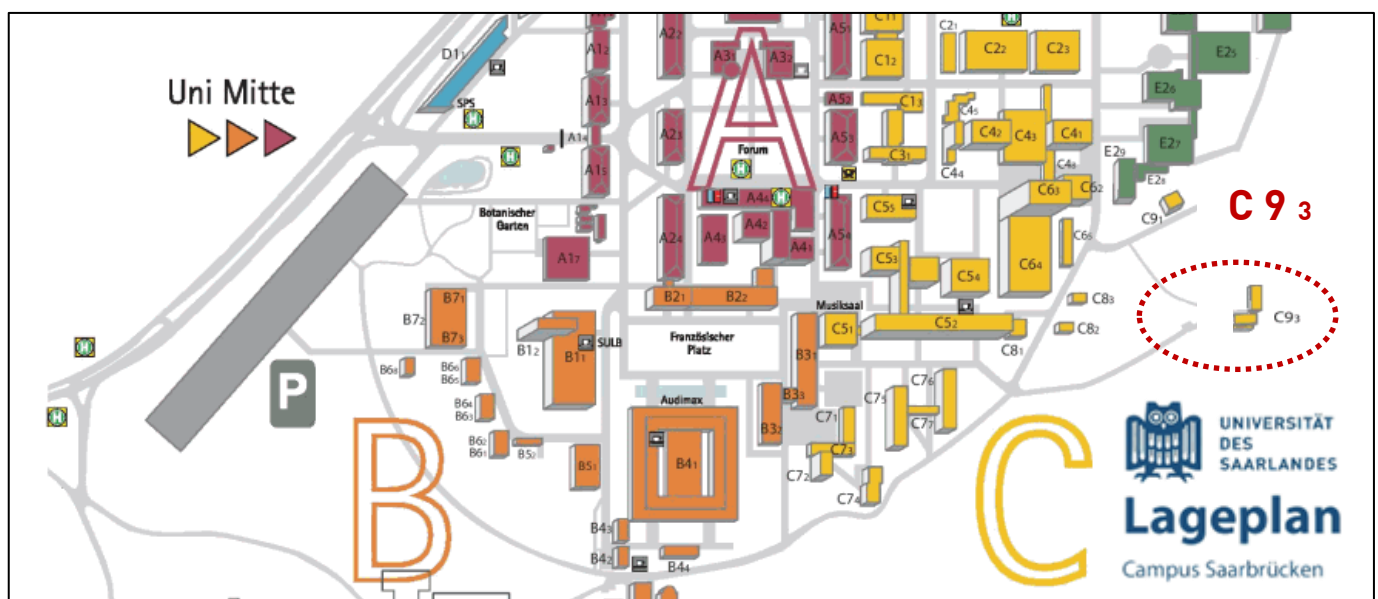 Uni Mitte
D1₁
SPS
A1₂
A1₃
A1₄
A1₅
A1₇
A2₂
A2₃
A2₄
A3₁
A3₂
A
Forum
A4₄
A4₂
A4₃
A4₁
A5₁
A5₂
A5₃
A5₄
C1₁
C1₂
C1₃
C3₁
C2₁
C2₂
C2₃
C4₅
C4₂
C4₃
C4₁
C4₄
C4₈
C6₃
C6₂
C6₅
C6₄
E2₅
E2₆
E2₇
E2₉
E2₈
C9₁
C 9 ₃
C9₃
Botanischer
Garten
C5₅
C5₃
C5₄
C8₃
C8₂
C8₁
Musiksaal
C5₁
C5₂
B7₁
B7₂
B7₃
B2₁
B2₂
B1₂
B1₁
SULB
Französischer
Platz
B3₁
B3₃
B3₂
B6₈
B6₆
B6₅
B6₄
B6₃
B6₂
B6₁
B5₂
B5₁
Audimax
B4₁
B4₃
B4₂
B4₄
C7₁
C7₂
C7₃
C7₄
C7₅
C7₆
C7₇
H
H
H
H
H
H
H
P
B
C
UNIVERSITÄT
DES
SAARLANDES
Lageplan
Campus Saarbrücken